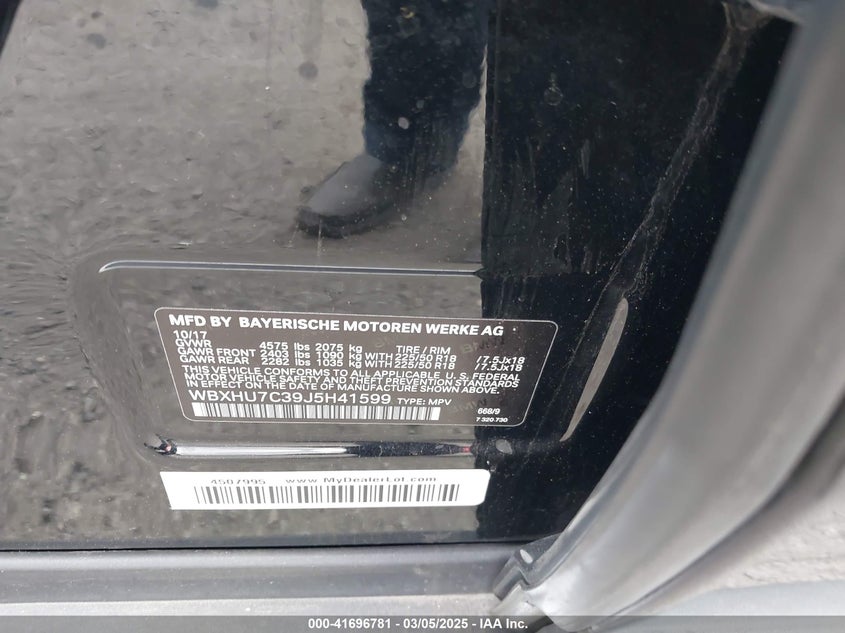 MFD BY BAYERISCHE MOTOREN WERKE AG
10/17
GVWR 4575 lbs 2075 kg TIRE / RIM
GAWR FRONT 2403 lbs 1090 kg WITH 225/50 R18 /7.5Jx18
GAWR REAR 2282 lbs 1035 kg WITH 225/50 R18 /7.5Jx18
THIS VEHICLE CONFORMS TO ALL APPLICABLE U.S. FEDERAL
MOTOR VEHICLE SAFETY, BUMPER, AND THEFT PREVENTION STANDARDS
IN EFFECT ON THE DATE OF MANUFACTURE SHOWN ABOVE.
WBXHU7C39J5H41599 TYPE: MPV
668/9
7 320 730
4507995 www.MyDealerLot.com
000-41696781 - 03/05/2025 - IAA Inc.